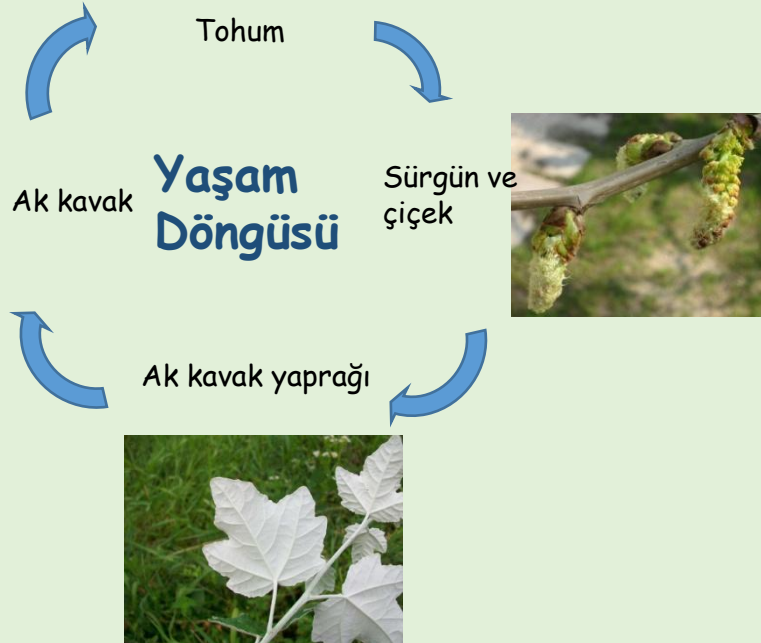 Tohum
Sürgün ve
çiçek
Yaşam
Döngüsü
Ak kavak
Ak kavak yaprağı